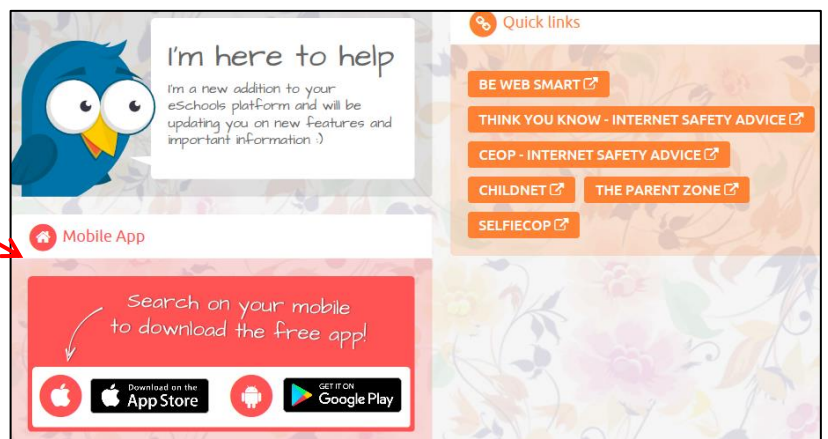 I'm here to help
I'm a new addition to your
eSchools platform and will be
updating you on new features and
important information :)
Mobile App
Search on your mobile
to download the free app!
Download on the
App Store
GET IT ON
Google Play
Quick links
BE WEB SMART
THINK YOU KNOW - INTERNET SAFETY ADVICE
CEOP - INTERNET SAFETY ADVICE
CHILDNET THE PARENT ZONE
SELFIECOP